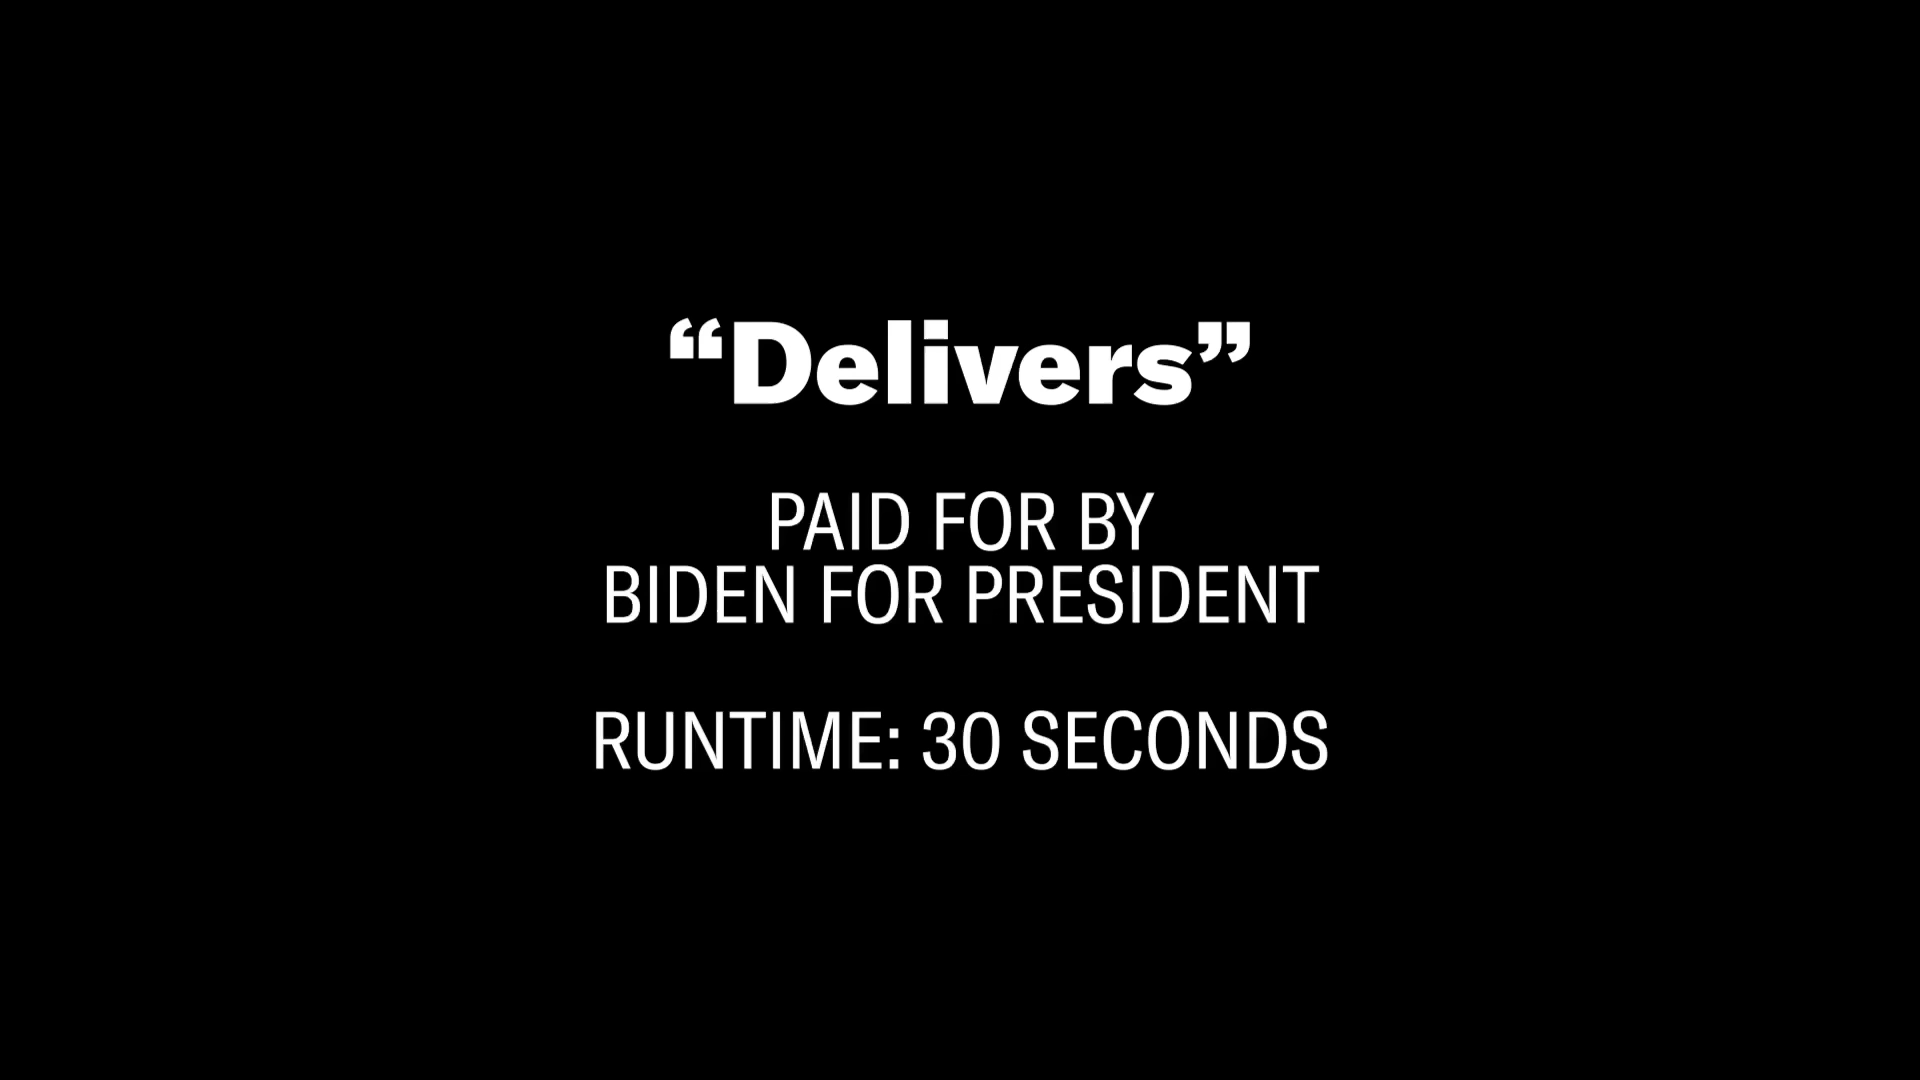 “Delivers”
PAID FOR BY
BIDEN FOR PRESIDENT
RUNTIME: 30 SECONDS